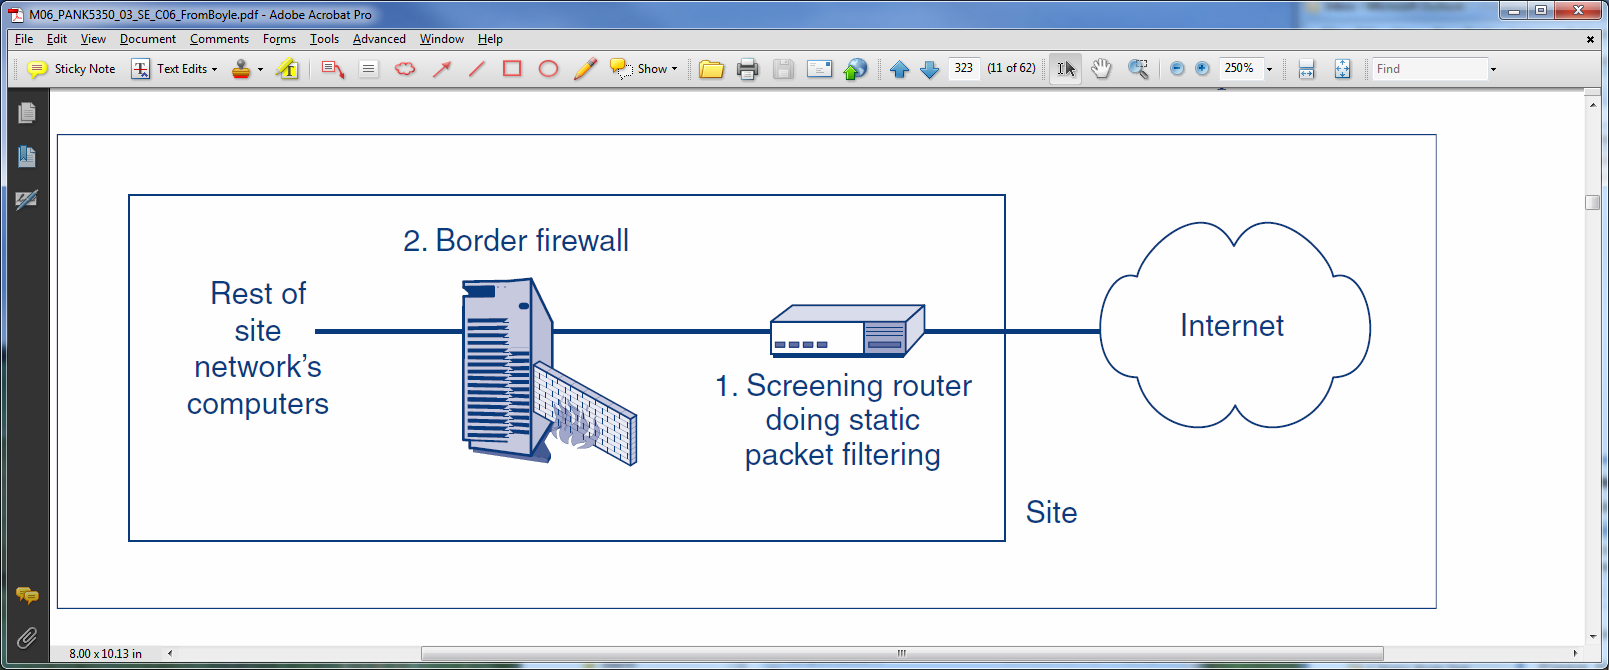 M06_PANK5350_03_SE_C06_FromBoyle.pdf - Adobe Acrobat Pro
File Edit View Document Comments Forms Tools Advanced Window Help
Sticky Note Text Edits Show 323 (11 of 62) 250% Find
2. Border firewall
Rest of
site
network's
computers
Internet
1. Screening router
doing static
packet filtering
Site
8.00 x 10.13 in